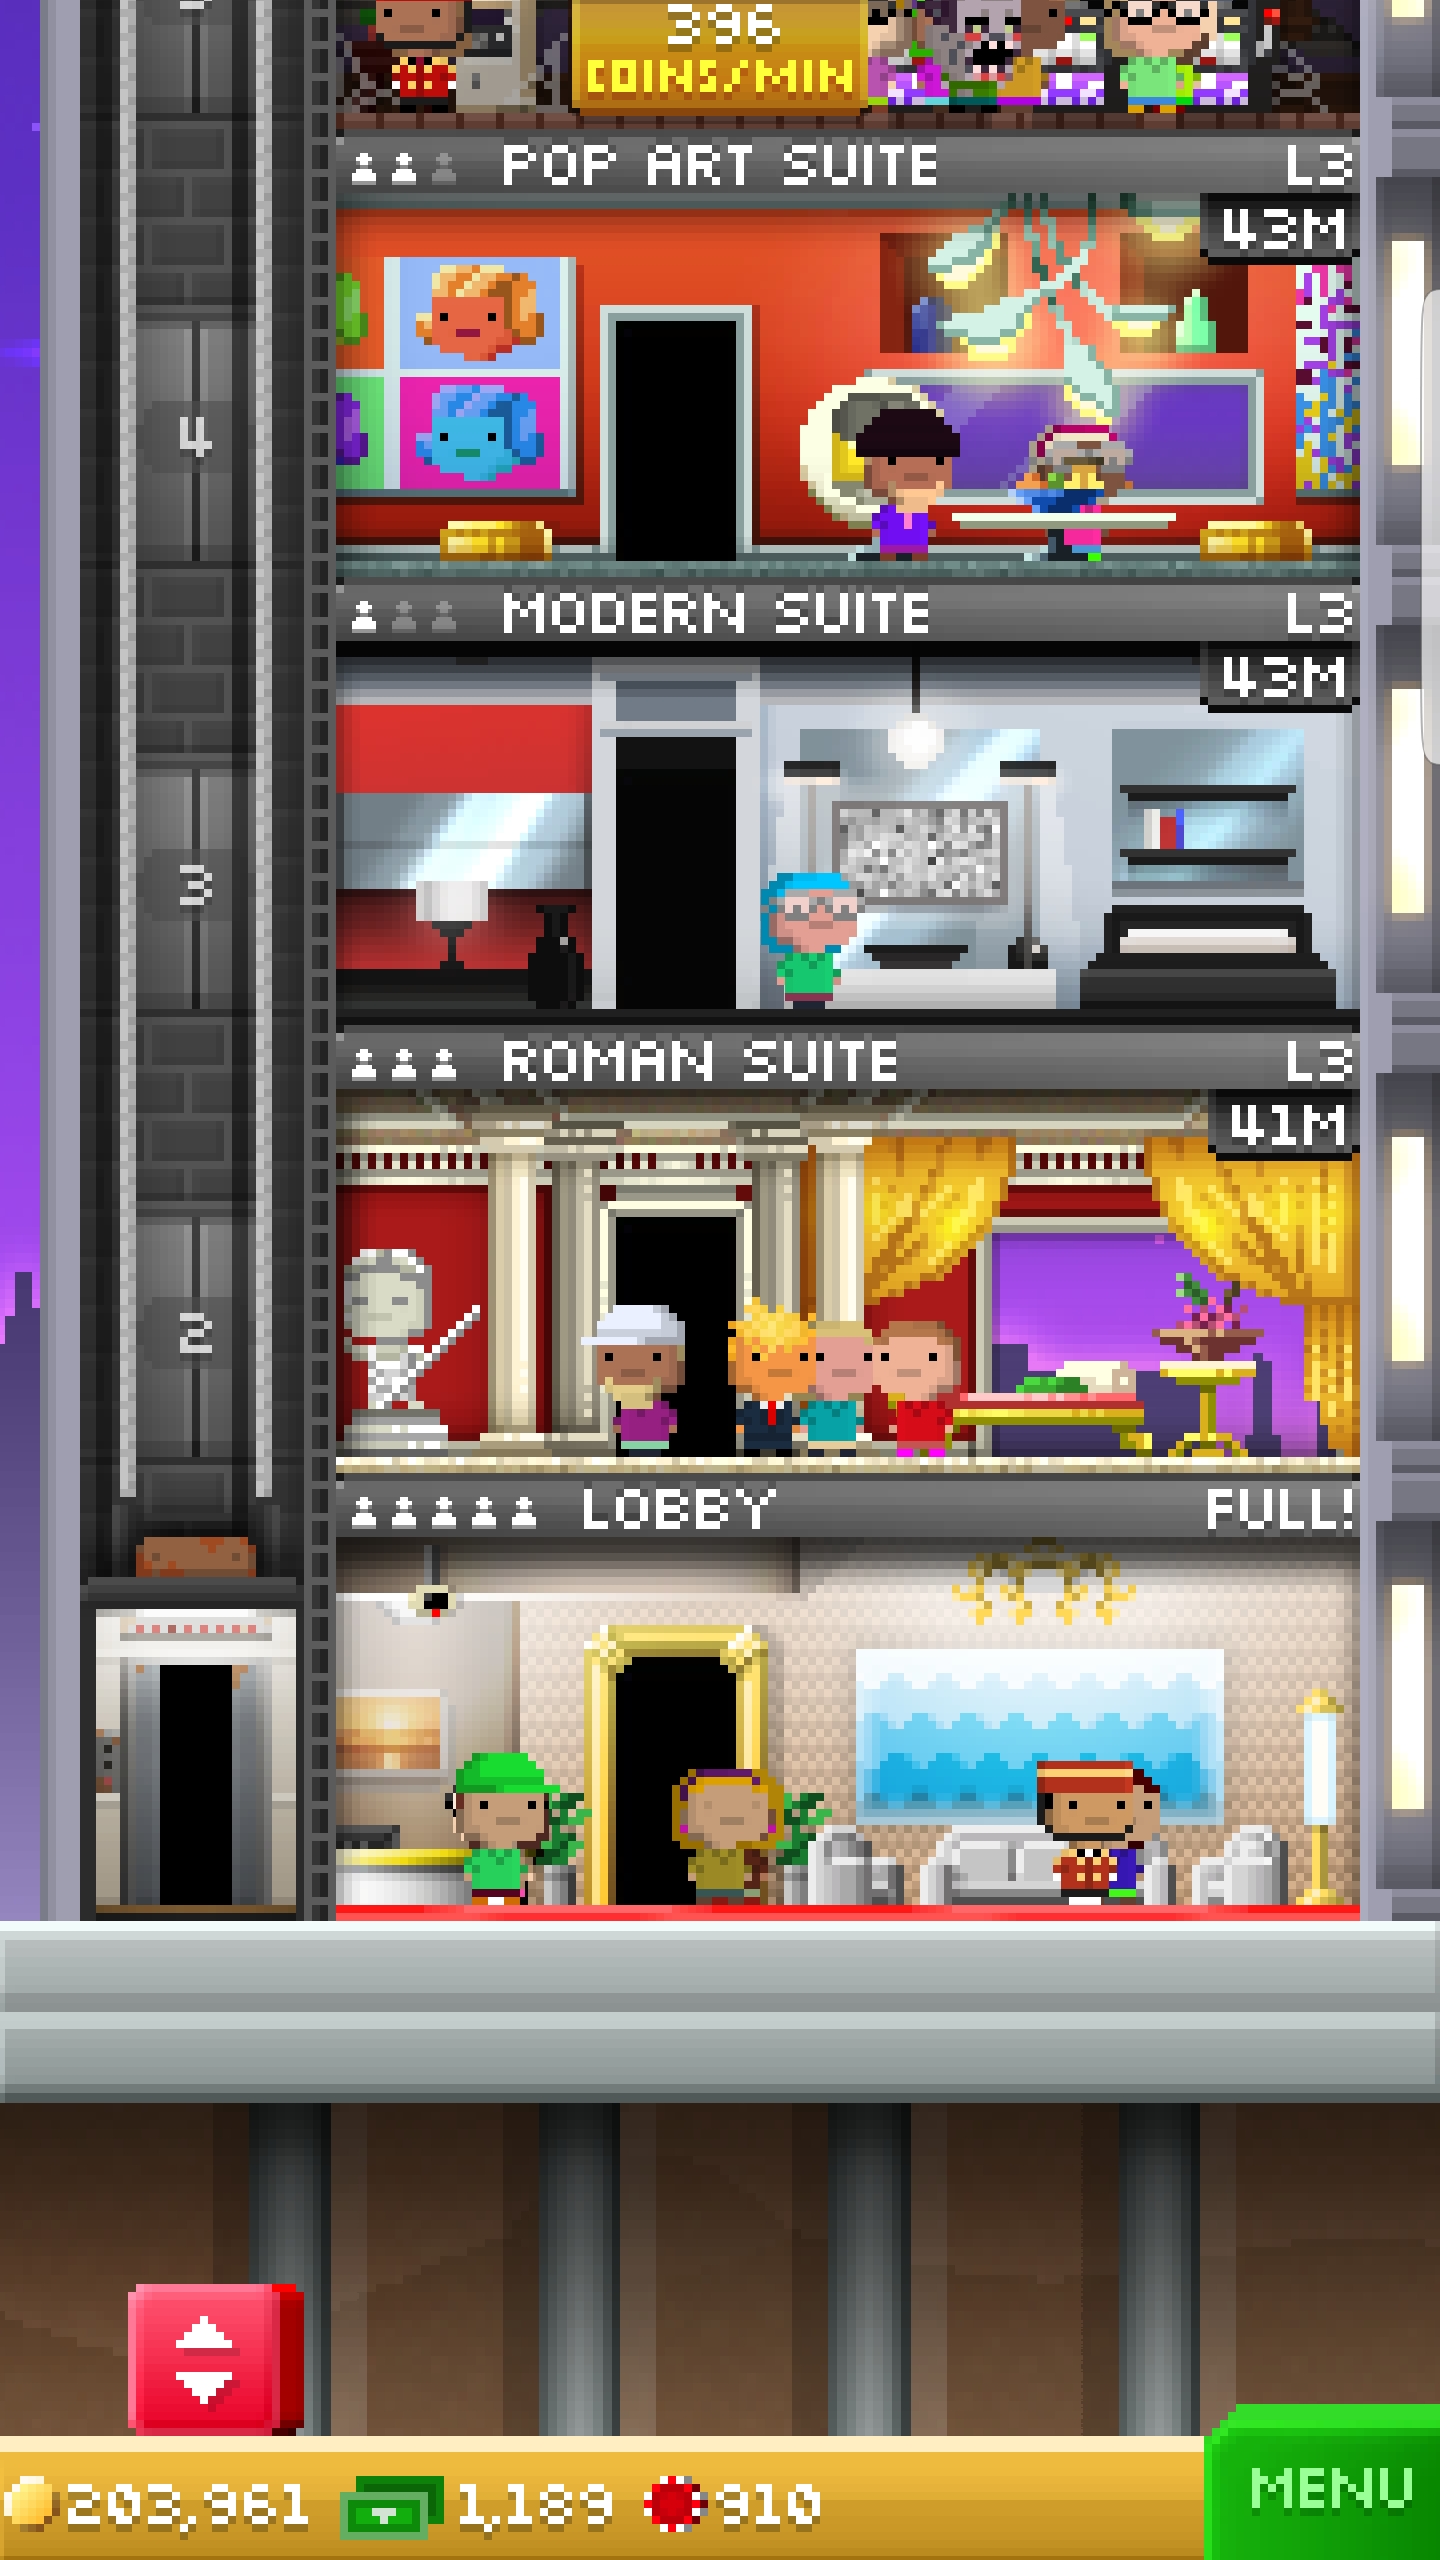 396
COINS/MIN
POP ART SUITE L3
43M
4
MODERN SUITE L3
43M
3
ROMAN SUITE L3
41M
2
LOBBY FULL!
203,961 1,189 910
MENU